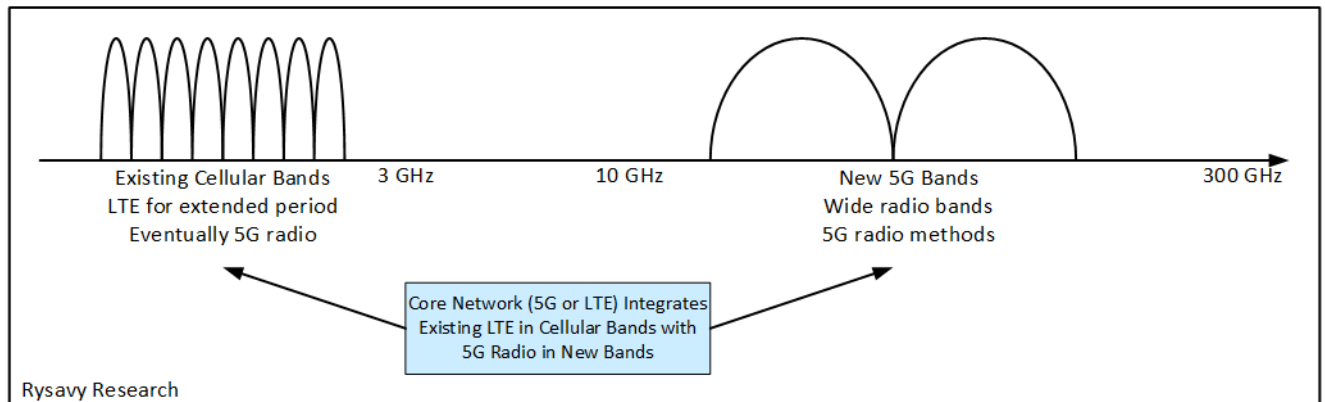 Existing Cellular Bands
LTE for extended period
Eventually 5G radio
3 GHz
10 GHz
New 5G Bands
Wide radio bands
5G radio methods
300 GHz
Core Network (5G or LTE) Integrates
Existing LTE in Cellular Bands with
5G Radio in New Bands
Rysavy Research